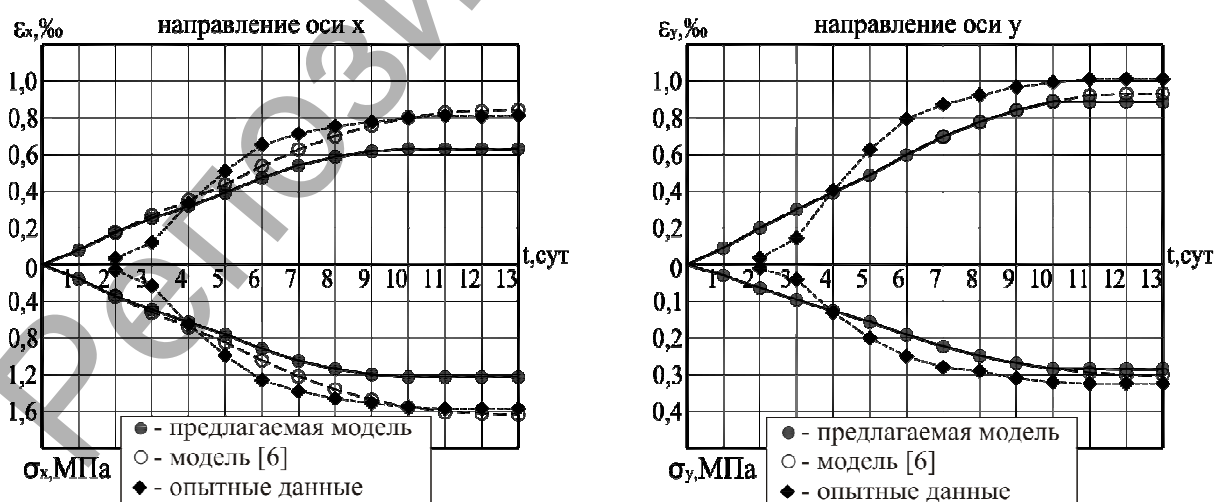 направление оси x
εx,‰
1,0
0,8
0,6
0,4
0,2
0
0,4
0,8
1,2
1,6
σx,МПа
1 2 3 4 5 6 7 8 9 10 11 12 13
t,сут
● - предлагаемая модель
○ - модель [6]
◆ - опытные данные
направление оси y
εy,‰
1,0
0,8
0,6
0,4
0,2
0
0,1
0,2
0,3
0,4
σy,МПа
1 2 3 4 5 6 7 8 9 10 11 12 13
t,сут
● - предлагаемая модель
○ - модель [6]
◆ - опытные данные
Репози